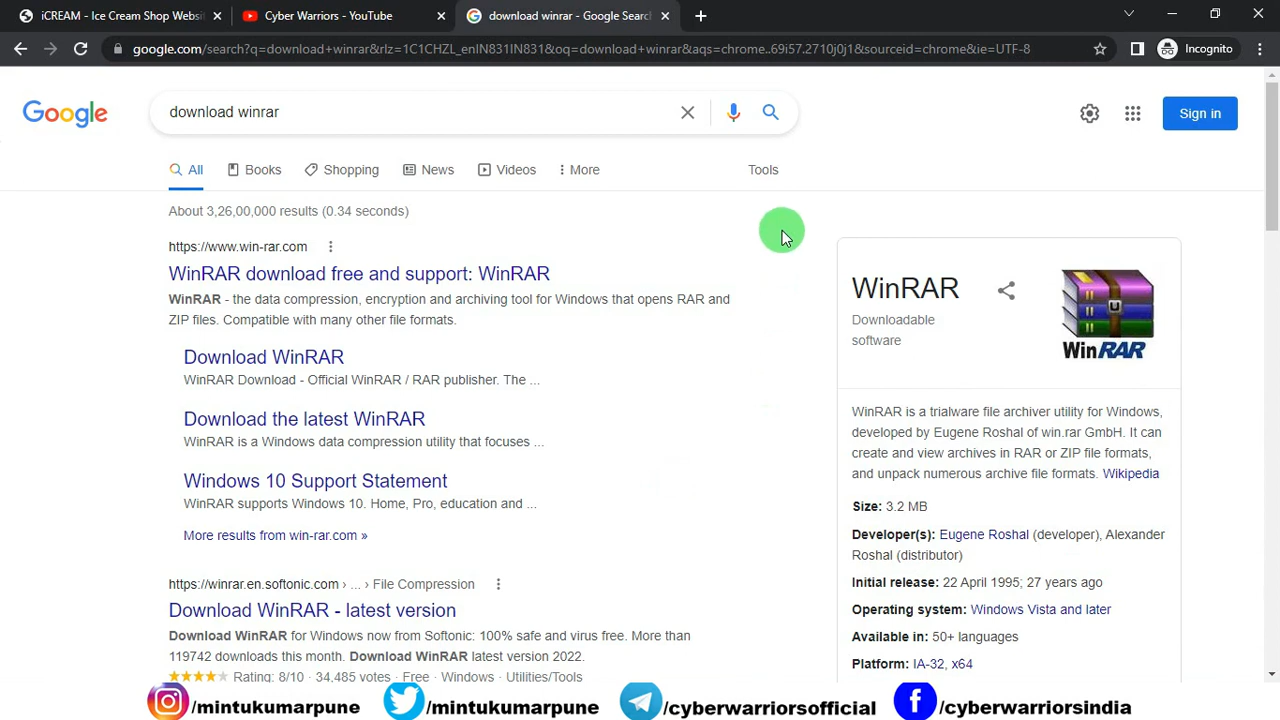 iCREAM - Ice Cream Shop Websit
Cyber Warriors - YouTube
download winrar - Google Search
google.com/search?q=download+winrar&rlz=1C1CHZL_enIN831IN831&oq=download+winrar&aqs=chrome..69i57.2710j0j1&sourceid=chrome&ie=UTF-8
Incognito
Google
download winrar
Sign in
All
Books
Shopping
News
Videos
More
Tools
About 3,26,00,000 results (0.34 seconds)
https://www.win-rar.com
WinRAR download free and support: WinRAR
WinRAR - the data compression, encryption and archiving tool for Windows that opens RAR and
ZIP files. Compatible with many other file formats.
Download WinRAR
WinRAR Download - Official WinRAR / RAR publisher. The ...
Download the latest WinRAR
WinRAR is a Windows data compression utility that focuses ...
Windows 10 Support Statement
WinRAR supports Windows 10. Home, Pro, education and ...
More results from win-rar.com »
https://winrar.en.softonic.com › ... › File Compression
Download WinRAR - latest version
Download WinRAR for Windows now from Softonic: 100% safe and virus free. More than
119742 downloads this month. Download WinRAR latest version 2022.
Rating: 8/10 · 34,485 votes · Free · Windows · Utilities/Tools
WinRAR
Downloadable
software
WinRAR
WinRAR is a trialware file archiver utility for Windows,
developed by Eugene Roshal of win.rar GmbH. It can
create and view archives in RAR or ZIP file formats,
and unpack numerous archive file formats. Wikipedia
Size: 3.2 MB
Developer(s): Eugene Roshal (developer), Alexander
Roshal (distributor)
Initial release: 22 April 1995; 27 years ago
Operating system: Windows Vista and later
Available in: 50+ languages
Platform: IA-32, x64
/mintukumarpune
/mintukumarpune
/cyberwarriorsofficial
/cyberwarriorsindia